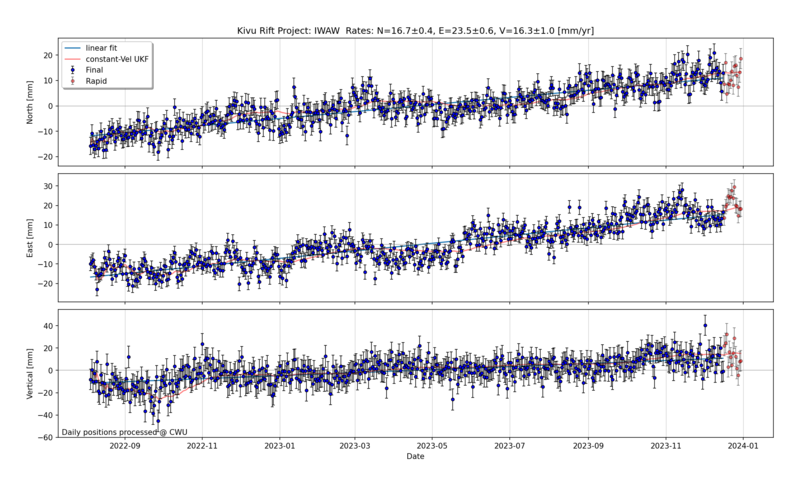 Kivu Rift Project: IWAW  Rates: N=16.7±0.4, E=23.5±0.6, V=16.3±1.0 [mm/yr]
linear fit
constant-Vel UKF
Final
Rapid
North [mm]
20
10
0
−10
−20
East [mm]
30
20
10
0
−10
−20
Vertical [mm]
40
20
0
−20
−40
−60
Daily positions processed @ CWU
2022-09 2022-11 2023-01 2023-03 2023-05 2023-07 2023-09 2023-11 2024-01
Date